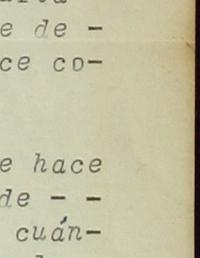 e de -
ce co-
e hace
de - -
cuán-